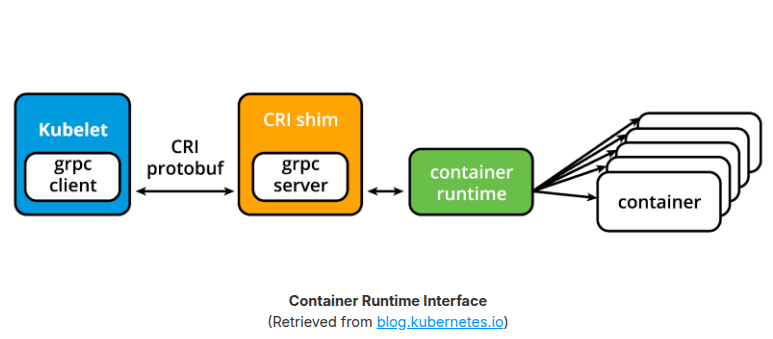 Kubelet
grpc
client
CRI
protobuf
CRI shim
grpc
server
container
runtime
container
Container Runtime Interface
(Retrieved from blog.kubernetes.io)